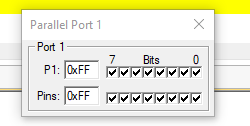 Parallel Port 1
Port 1
7 Bits 0
P1: 0xFF
Pins: 0xFF